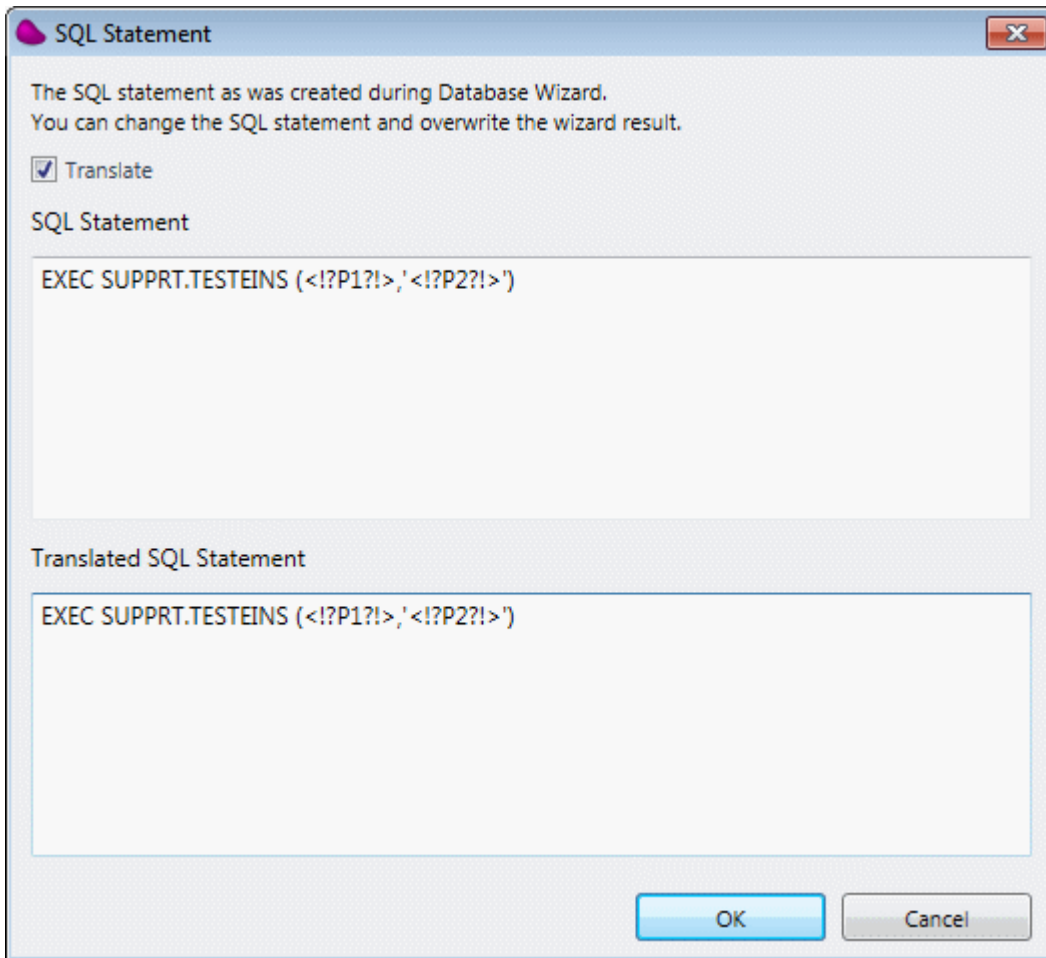 SQL Statement
The SQL statement as was created during Database Wizard.
You can change the SQL statement and overwrite the wizard result.
Translate
SQL Statement
EXEC SUPPRT.TESTEINS (<!?P1?!>,'<!?P2?!>')
Translated SQL Statement
EXEC SUPPRT.TESTEINS (<!?P1?!>,'<!?P2?!>')
OK Cancel